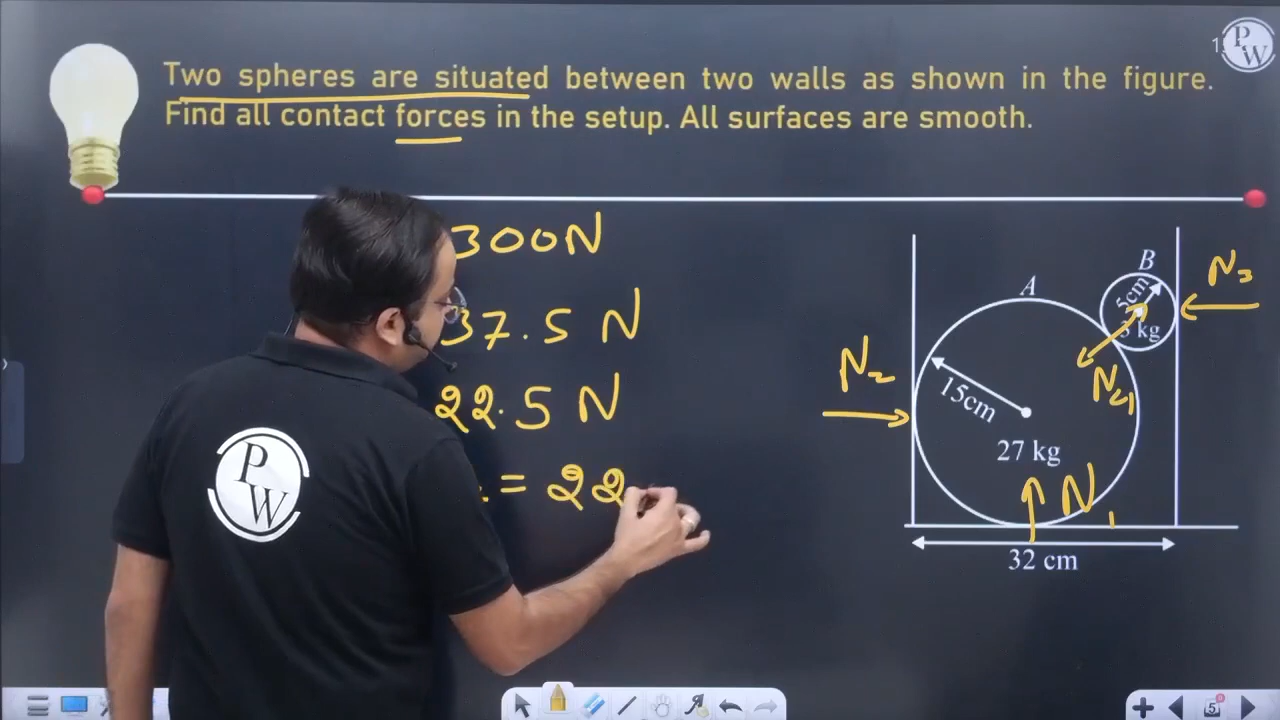 Two spheres are situated between two walls as shown in the figure.
Find all contact forces in the setup. All surfaces are smooth.
300N
37.5 N
22.5 N
= 22
P
W
P
W
A
B
5cm
kg
N3
N2
15cm
27 kg
N1
32 cm
5